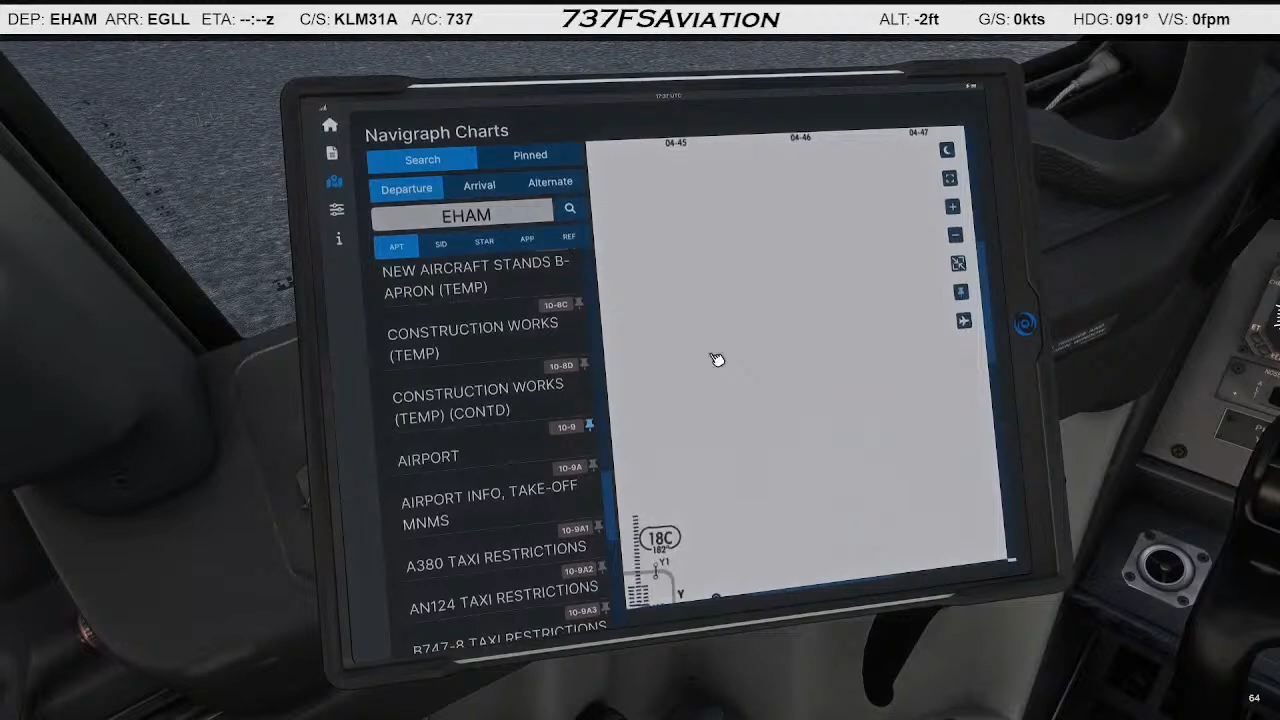 DEP: EHAM ARR: EGLL ETA: --:--z C/S: KLM31A A/C: 737 737FSAVIATION ALT: -2ft G/S: 0kts HDG: 091° V/S: 0fpm
1737 UTC
Navigraph Charts
Search Pinned
Departure Arrival Alternate
EHAM
APT SID STAR APP REF
NEW AIRCRAFT STANDS B-
APRON (TEMP)
10-8C
CONSTRUCTION WORKS
(TEMP)
10-8D
CONSTRUCTION WORKS
(TEMP) (CONTD)
10-9
AIRPORT
10-9A
AIRPORT INFO, TAKE-OFF
MNMS
10-9A1
A380 TAXI RESTRICTIONS
10-9A2
AN124 TAXI RESTRICTIONS
10-9A3
B747-8 TAXI RESTRICTIONS
04-45 04-46 04-47
18C
182°
Y1
Y
64